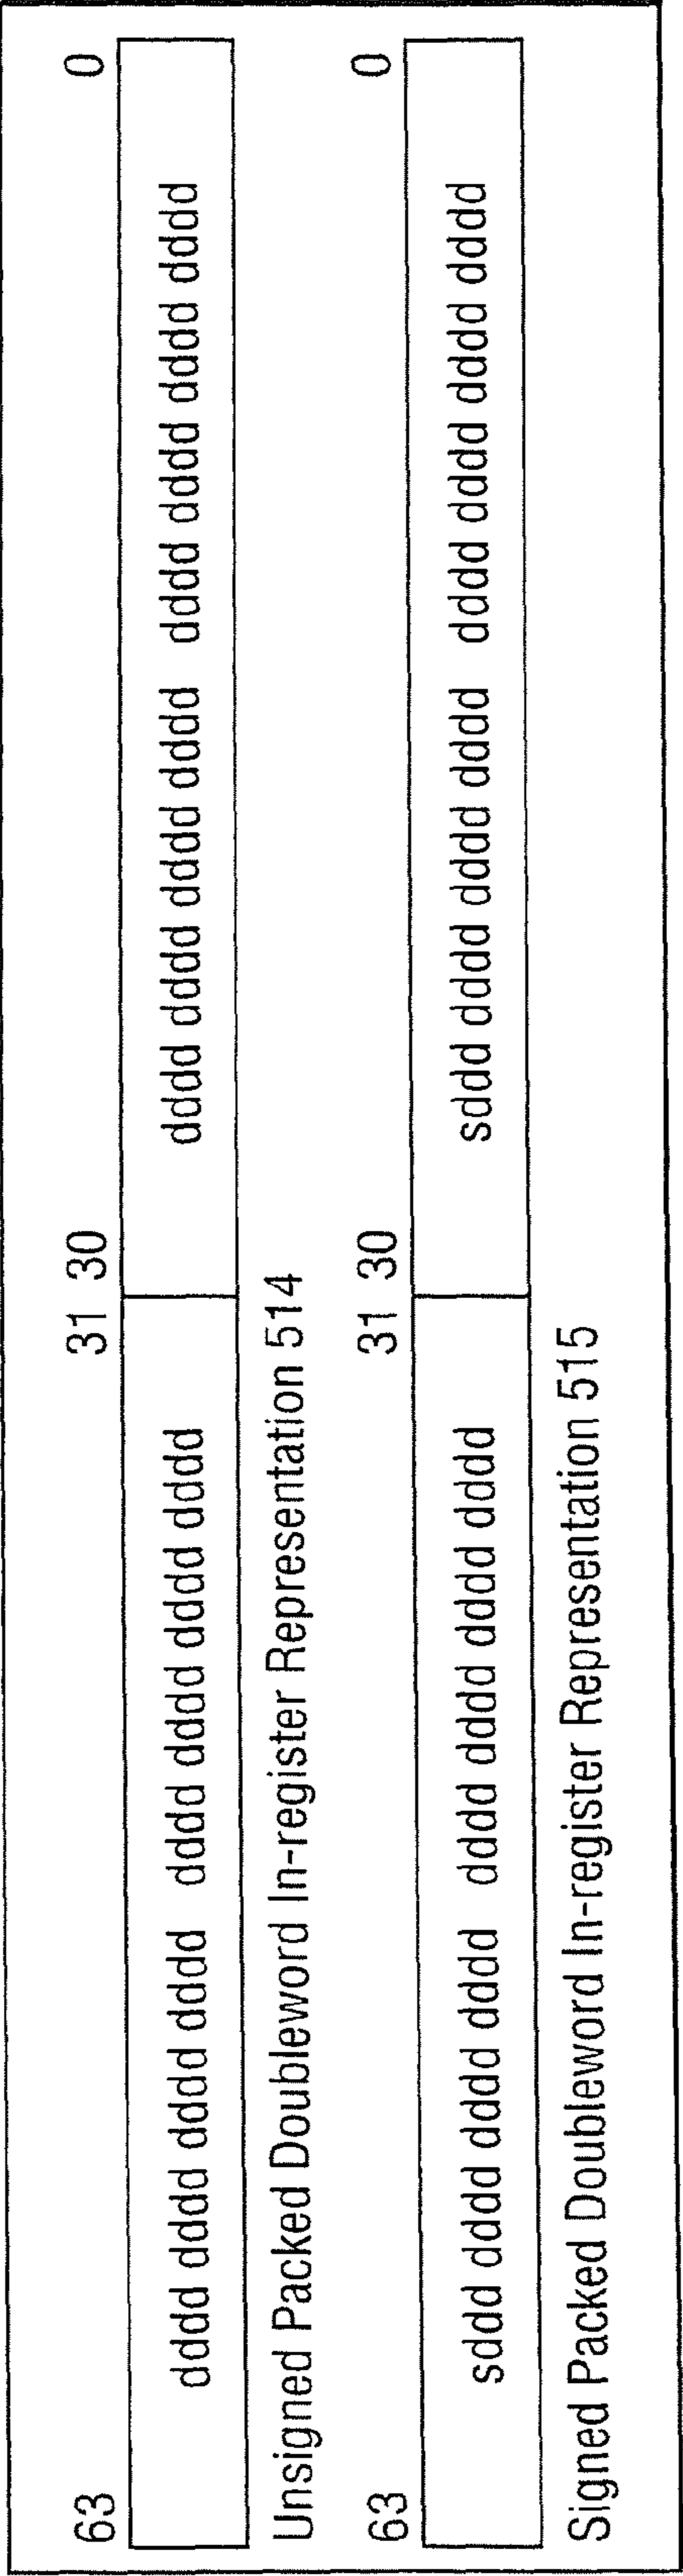 63 31 30 0
dddd dddd dddd dddd dddd dddd dddd dddd dddd dddd dddd dddd dddd dddd dddd dddd
Unsigned Packed Doubleword In-register Representation 514
63 31 30 0
sddd dddd dddd dddd dddd dddd dddd dddd sddd dddd dddd dddd dddd dddd dddd dddd
Signed Packed Doubleword In-register Representation 515